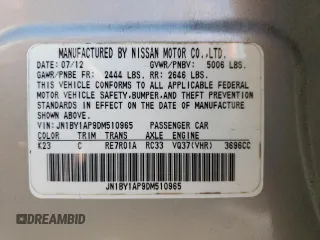 MANUFACTURED BY NISSAN MOTOR CO.,LTD.
DATE 07/12 GVWR/PNBV: 5006 LBS.
GAWR/PNBE FR: 2444 LBS. RR: 2646 LBS.
THIS VEHICLE CONFORMS TO ALL APPLICABLE FEDERAL
MOTOR VEHICLE SAFETY, BUMPER, AND THEFT PREVENTION
STANDARDS IN EFFECT ON THE DATE OF MANUFACTURE
SHOWN ABOVE.
VIN: JN1BY1AP9DM510965 PASSENGER CAR
COLOR TRIM TRANS AXLE ENGINE
K23 C RE7R01A RC33 VQ37(VHR) 3696CC
JN1BY1AP9DM510965
DREAMBID